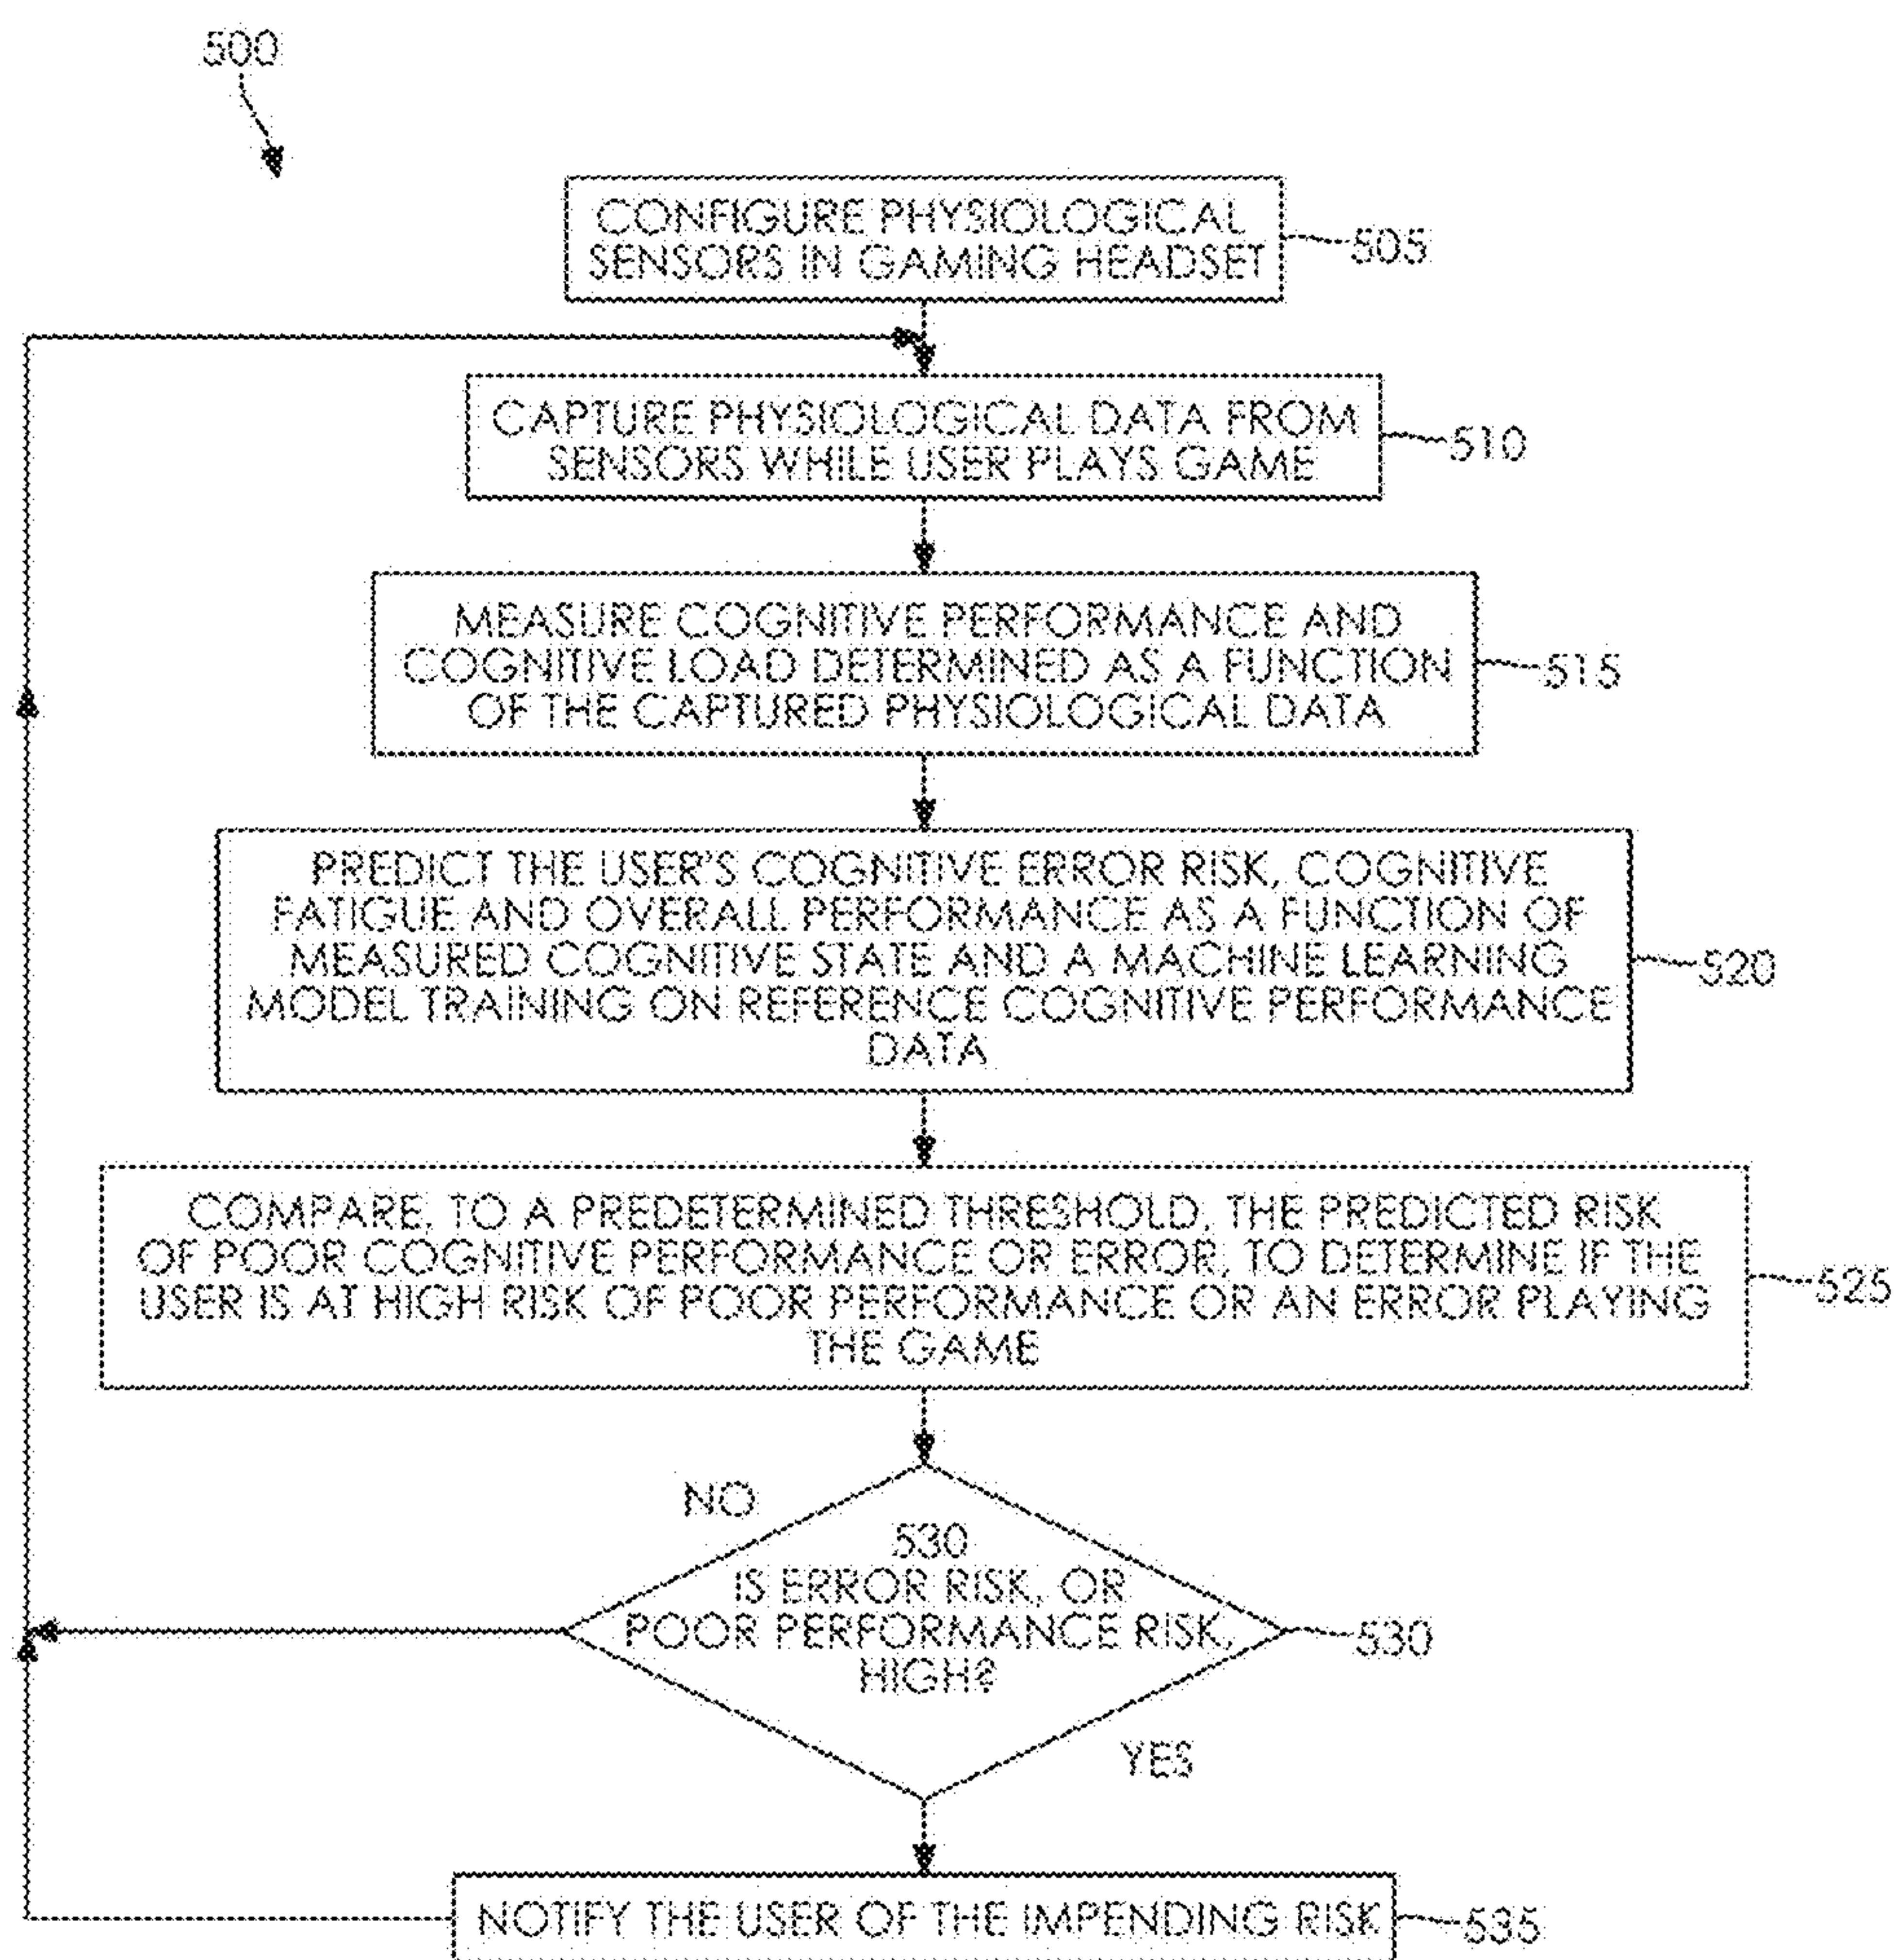 500
CONFIGURE PHYSIOLOGICAL
SENSORS IN GAMING HEADSET
505
CAPTURE PHYSIOLOGICAL DATA FROM
SENSORS WHILE USER PLAYS GAME
510
MEASURE COGNITIVE PERFORMANCE AND
COGNITIVE LOAD DETERMINED AS A FUNCTION
OF THE CAPTURED PHYSIOLOGICAL DATA
515
PREDICT THE USER'S COGNITIVE ERROR RISK, COGNITIVE
FATIGUE AND OVERALL PERFORMANCE AS A FUNCTION OF
MEASURED COGNITIVE STATE AND A MACHINE LEARNING
MODEL TRAINING ON REFERENCE COGNITIVE PERFORMANCE
DATA
520
COMPARE, TO A PREDETERMINED THRESHOLD, THE PREDICTED RISK
OF POOR COGNITIVE PERFORMANCE OR ERROR, TO DETERMINE IF THE
USER IS AT HIGH RISK OF POOR PERFORMANCE OR AN ERROR PLAYING
THE GAME
525
NO
530
IS ERROR RISK, OR
POOR PERFORMANCE RISK,
HIGH?
530
YES
NOTIFY THE USER OF THE IMPENDING RISK
535